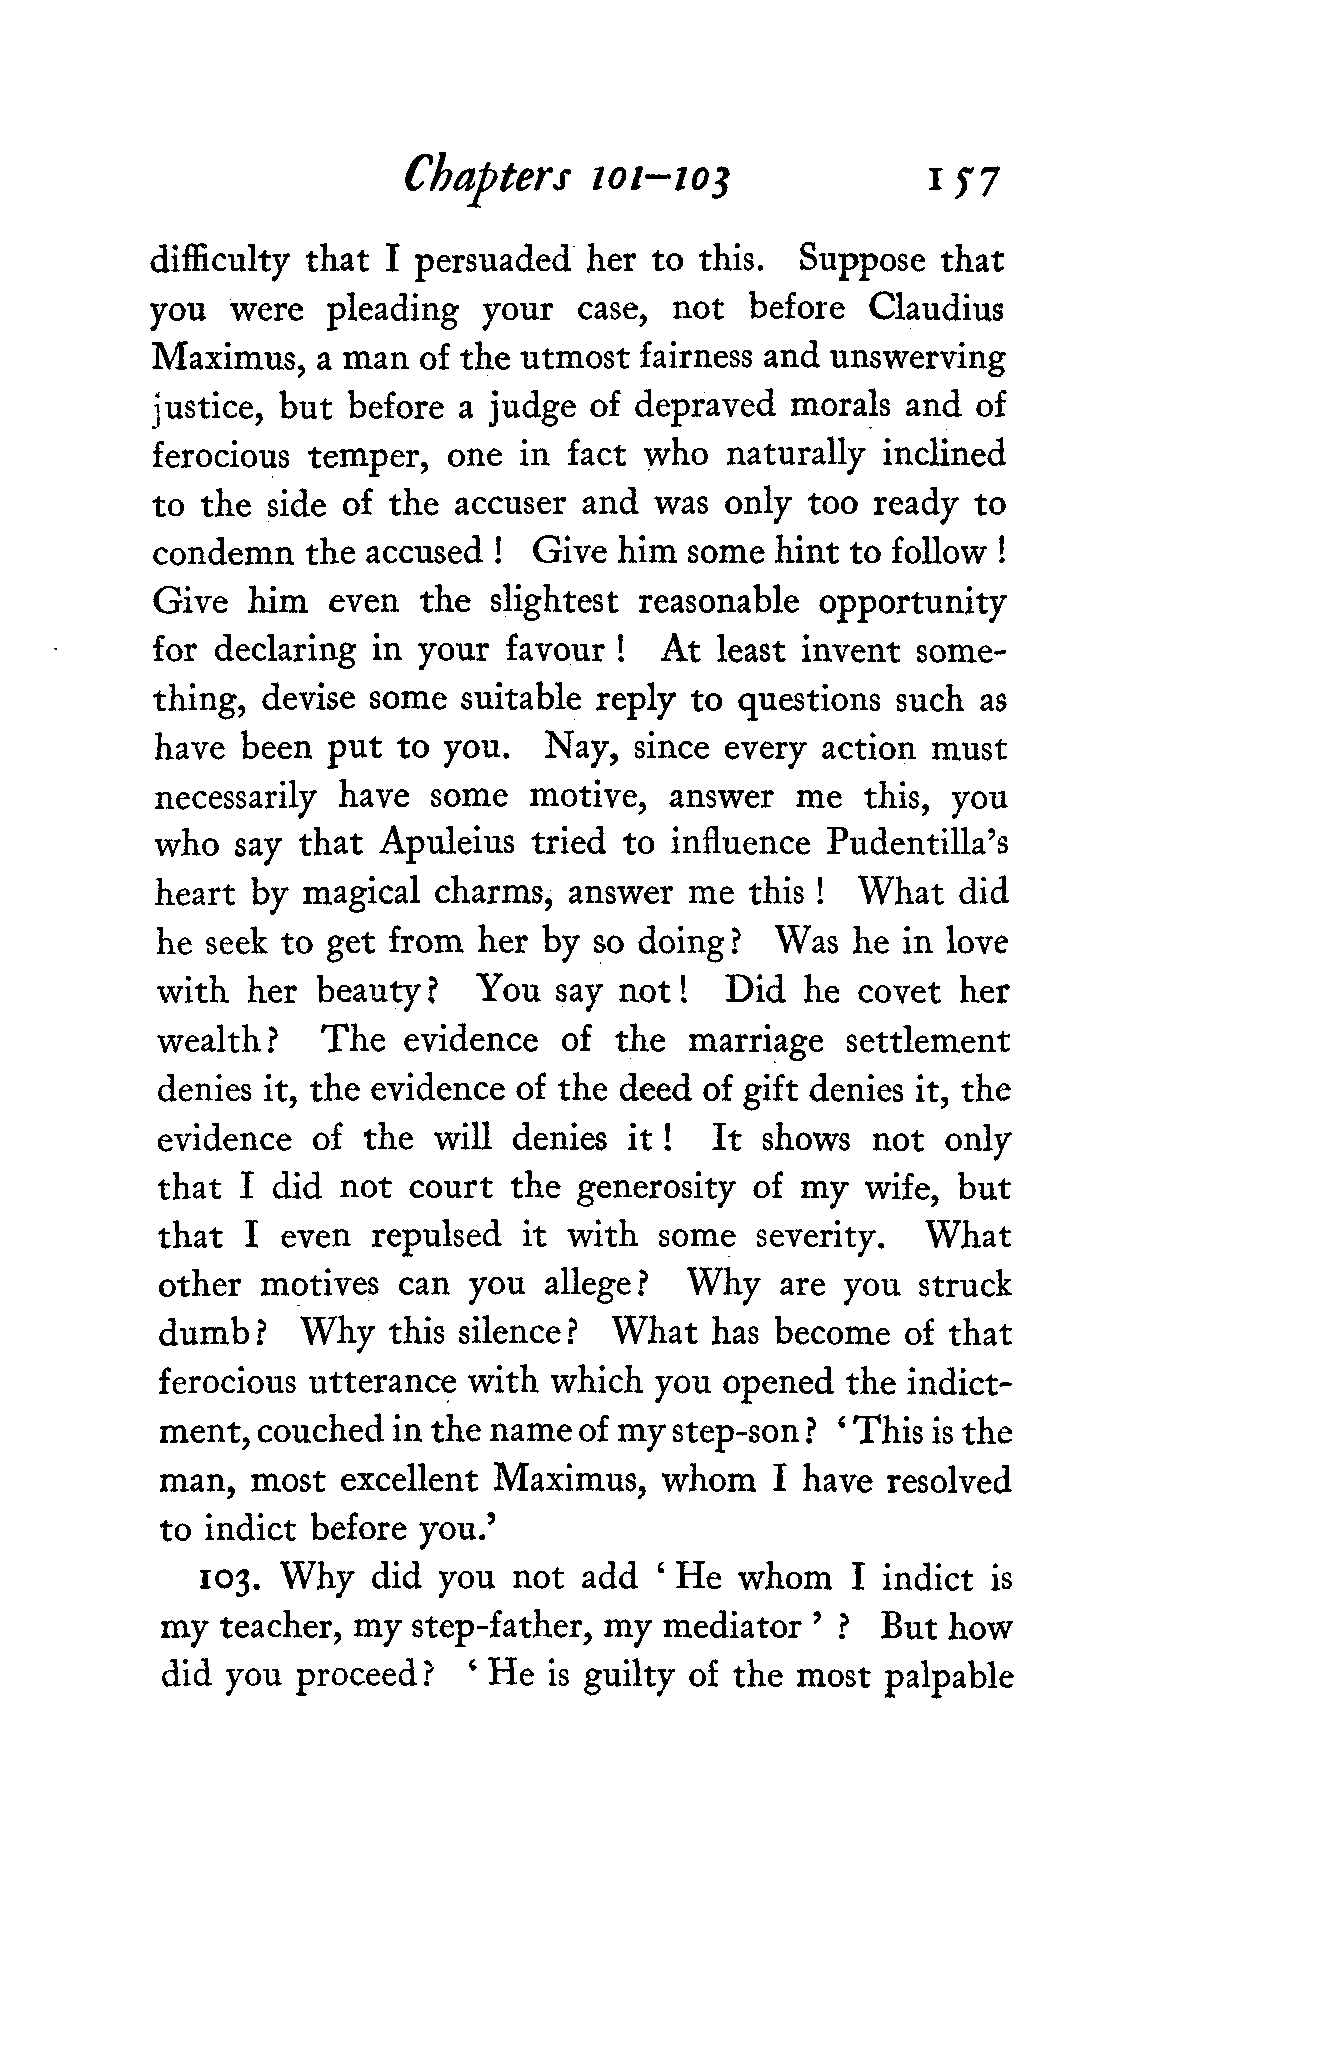 Chapters 101–103 157
difficulty that I persuaded her to this. Suppose that
you were pleading your case, not before Claudius
Maximus, a man of the utmost fairness and unswerving
justice, but before a judge of depraved morals and of
ferocious temper, one in fact who naturally inclined
to the side of the accuser and was only too ready to
condemn the accused ! Give him some hint to follow !
Give him even the slightest reasonable opportunity
for declaring in your favour ! At least invent some-
thing, devise some suitable reply to questions such as
have been put to you. Nay, since every action must
necessarily have some motive, answer me this, you
who say that Apuleius tried to influence Pudentilla's
heart by magical charms, answer me this ! What did
he seek to get from her by so doing? Was he in love
with her beauty? You say not! Did he covet her
wealth? The evidence of the marriage settlement
denies it, the evidence of the deed of gift denies it, the
evidence of the will denies it ! It shows not only
that I did not court the generosity of my wife, but
that I even repulsed it with some severity. What
other motives can you allege? Why are you struck
dumb? Why this silence? What has become of that
ferocious utterance with which you opened the indict-
ment, couched in the name of my step-son? ‘This is the
man, most excellent Maximus, whom I have resolved
to indict before you.’
103. Why did you not add ‘He whom I indict is
my teacher, my step-father, my mediator’ ? But how
did you proceed? ‘He is guilty of the most palpable